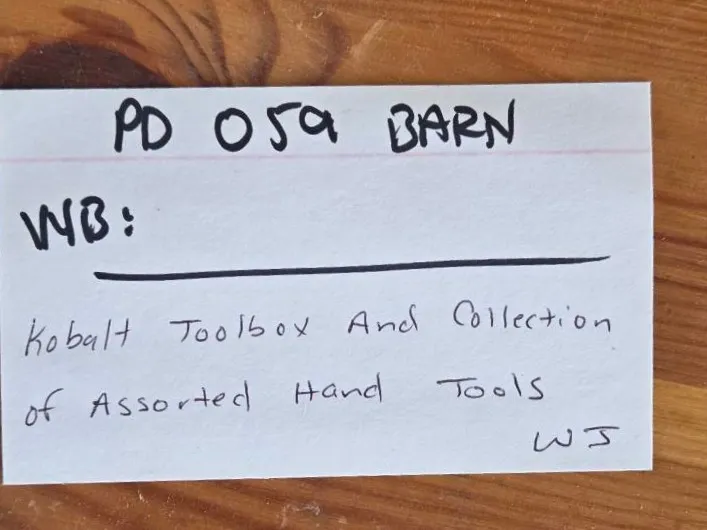 PD 059 BARN
WB:
Kobalt Toolbox And Collection
of Assorted Hand Tools
WJ